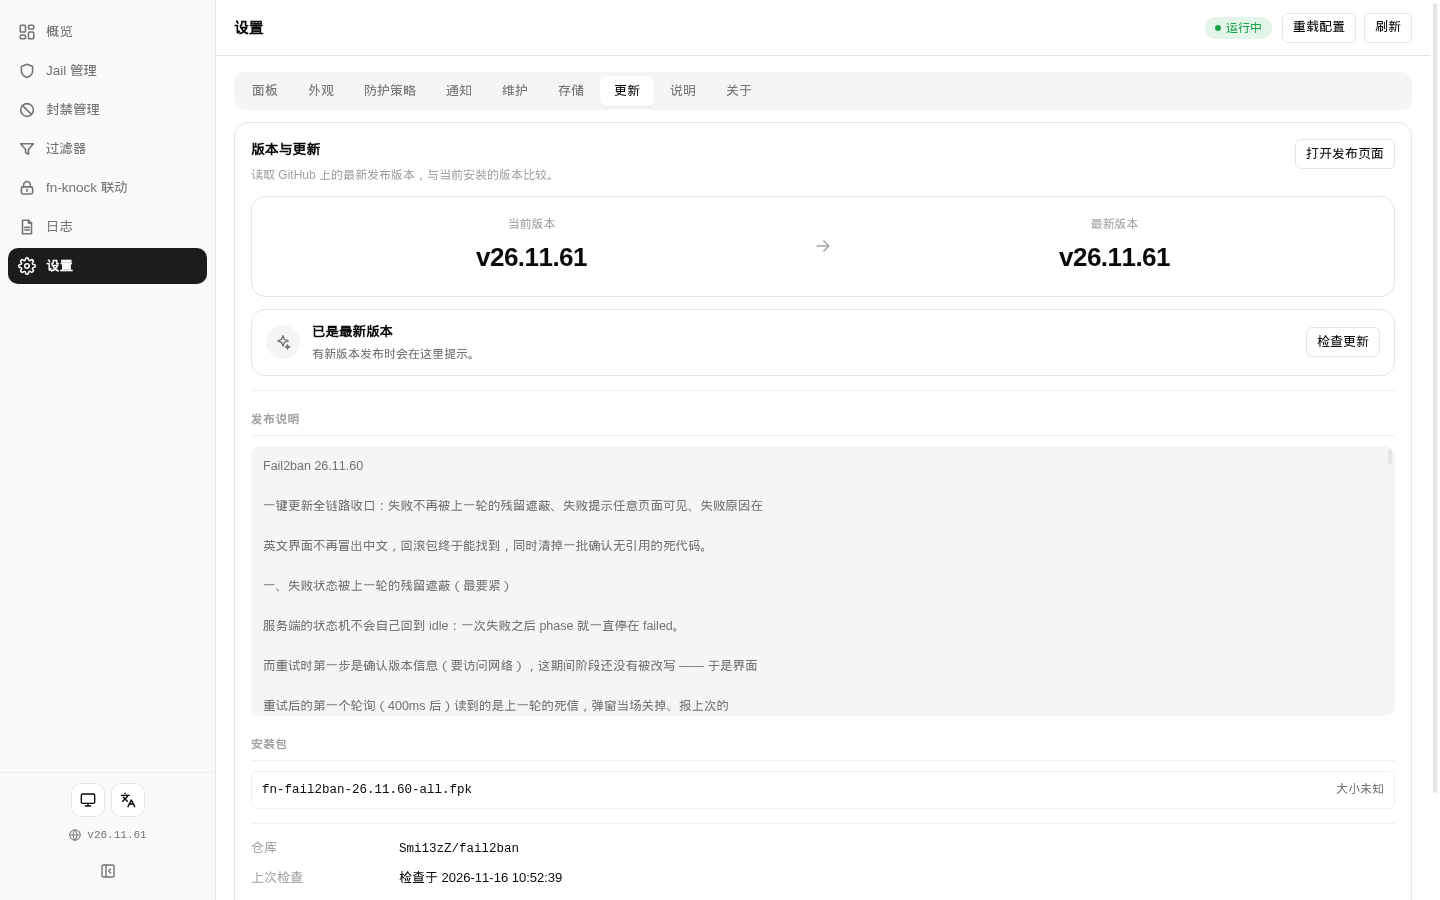 概览
Jail 管理
封禁管理
过滤器
fn-knock 联动
日志
设置
v26.11.61
设置
运行中
重载配置
刷新
面板
外观
防护策略
通知
维护
存储
更新
说明
关于
版本与更新
读取 GitHub 上的最新发布版本，与当前安装的版本比较。
打开发布页面
当前版本
v26.11.61
最新版本
v26.11.61
已是最新版本
有新版本发布时会在这里提示。
检查更新
发布说明
Fail2ban 26.11.60
一键更新全链路收口：失败不再被上一轮的残留遮蔽、失败提示任意页面可见、失败原因在
英文界面不再冒出中文，回滚包终于能找到，同时清掉一批确认无引用的死代码。
一、失败状态被上一轮的残留遮蔽（最要紧）
服务端的状态机不会自己回到 idle：一次失败之后 phase 就一直停在 failed。
而重试时第一步是确认版本信息（要访问网络），这期间阶段还没有被改写 —— 于是界面
重试后的第一个轮询（400ms 后）读到的是上一轮的死信，弹窗当场关掉、报上次的
安装包
fn-fail2ban-26.11.60-all.fpk
大小未知
仓库
Smi13zZ/fail2ban
上次检查
检查于 2026-11-16 10:52:39